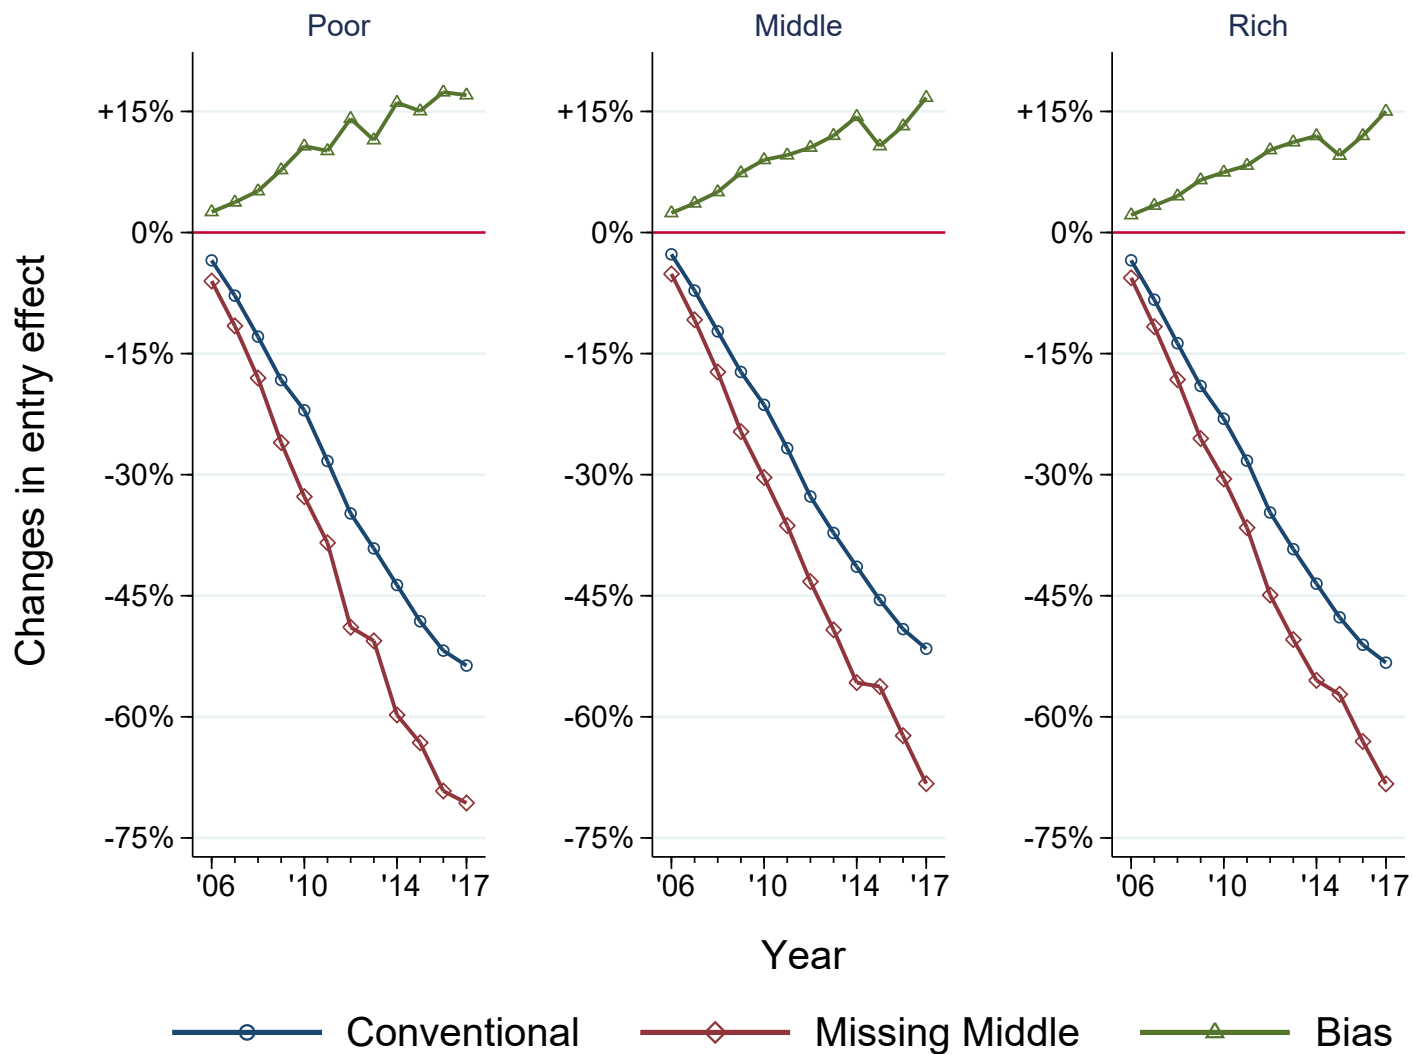 Poor
Middle
Rich
Changes in entry effect
+15%
0%
-15%
-30%
-45%
-60%
-75%
'06 '10 '14 '17
+15%
0%
-15%
-30%
-45%
-60%
-75%
'06 '10 '14 '17
+15%
0%
-15%
-30%
-45%
-60%
-75%
'06 '10 '14 '17
Year
Conventional Missing Middle Bias